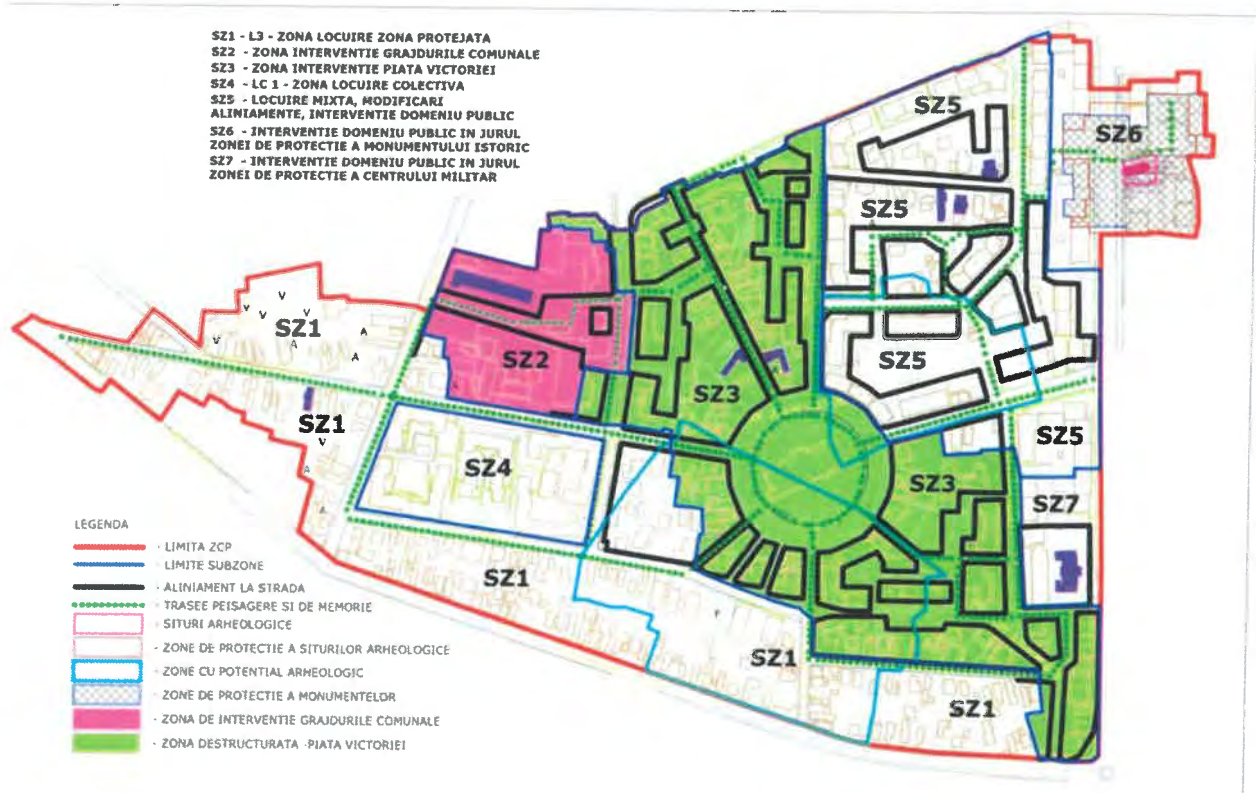 SZ1 - L3 - ZONA LOCUIRE ZONA PROTEJATA
SZ2 - ZONA INTERVENTIE GRAJDURILE COMUNALE
SZ3 - ZONA INTERVENTIE PIATA VICTORIEI
SZ4 - LC 1 - ZONA LOCUIRE COLECTIVA
SZ5 - LOCUIRE MIXTA, MODIFICARI
ALINIAMENTE, INTERVENTIE DOMENIU PUBLIC
SZ6 - INTERVENTIE DOMENIU PUBLIC IN JURUL
ZONEI DE PROTECTIE A MONUMENTULUI ISTORIC
SZ7 - INTERVENTIE DOMENIU PUBLIC IN JURUL
ZONEI DE PROTECTIE A CENTRULUI MILITAR
SZ5
SZ6
SZ5
SZ1
V
V
V
V
V
A
A
A
SZ2
A
SZ3
A
SZ5
SZ1
V
A
A
SZ4
SZ3
SZ5
SZ7
SZ1
SZ1
SZ1
LEGENDA
- LIMITA ZCP
- LIMITE SUBZONE
- ALINIAMENT LA STRADA
- TRASEE PEISAGERE SI DE MEMORIE
- SITURI ARHEOLOGICE
- ZONE DE PROTECTIE A SITURILOR ARHEOLOGICE
- ZONE CU POTENTIAL ARHEOLOGIC
- ZONE DE PROTECTIE A MONUMENTELOR
- ZONA DE INTERVENTIE GRAJDURILE COMUNALE
- ZONA DESTRUCTURATA -PIATA VICTORIEI